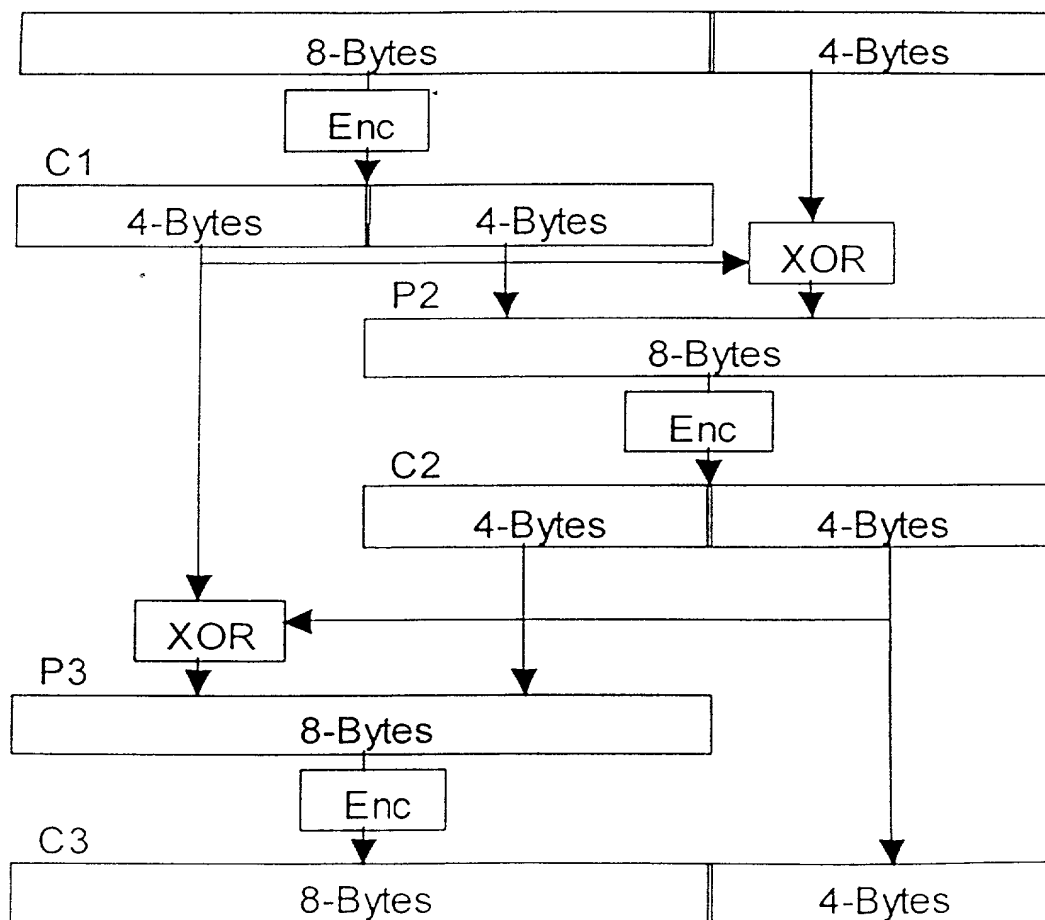 8-Bytes 4-Bytes
Enc
C1
4-Bytes 4-Bytes
XOR
P2
8-Bytes
Enc
C2
4-Bytes 4-Bytes
XOR
P3
8-Bytes
Enc
C3
8-Bytes 4-Bytes